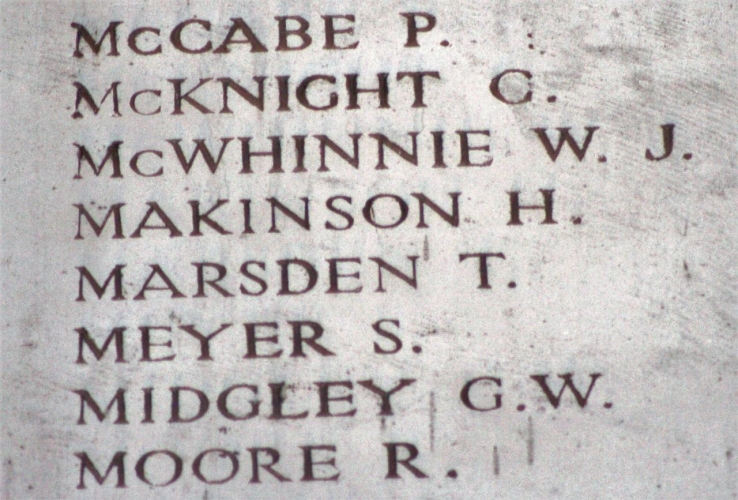 McCABE P.
McKNIGHT C.
McWHINNIE W. J.
MAKINSON H.
MARSDEN T.
MEYER S.
MIDGLEY G.W.
MOORE R.